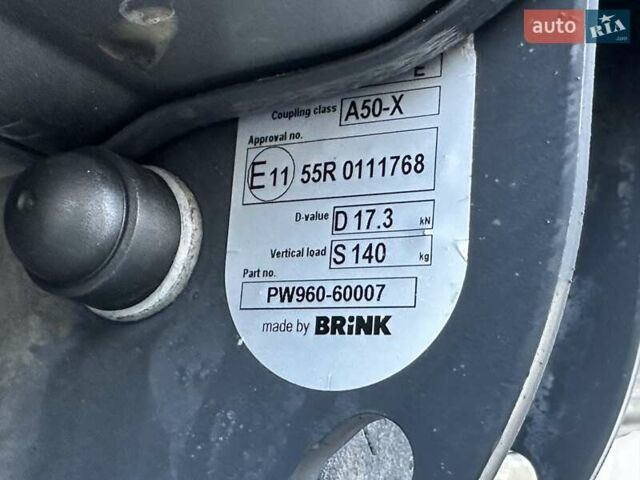 auto RIA
.com
E
Coupling class A50-X
Approval no.
E11 55R 0111768
D-value D 17.3 kN
Vertical load S 140 kg
Part no.
PW960-60007
made by BRiNK